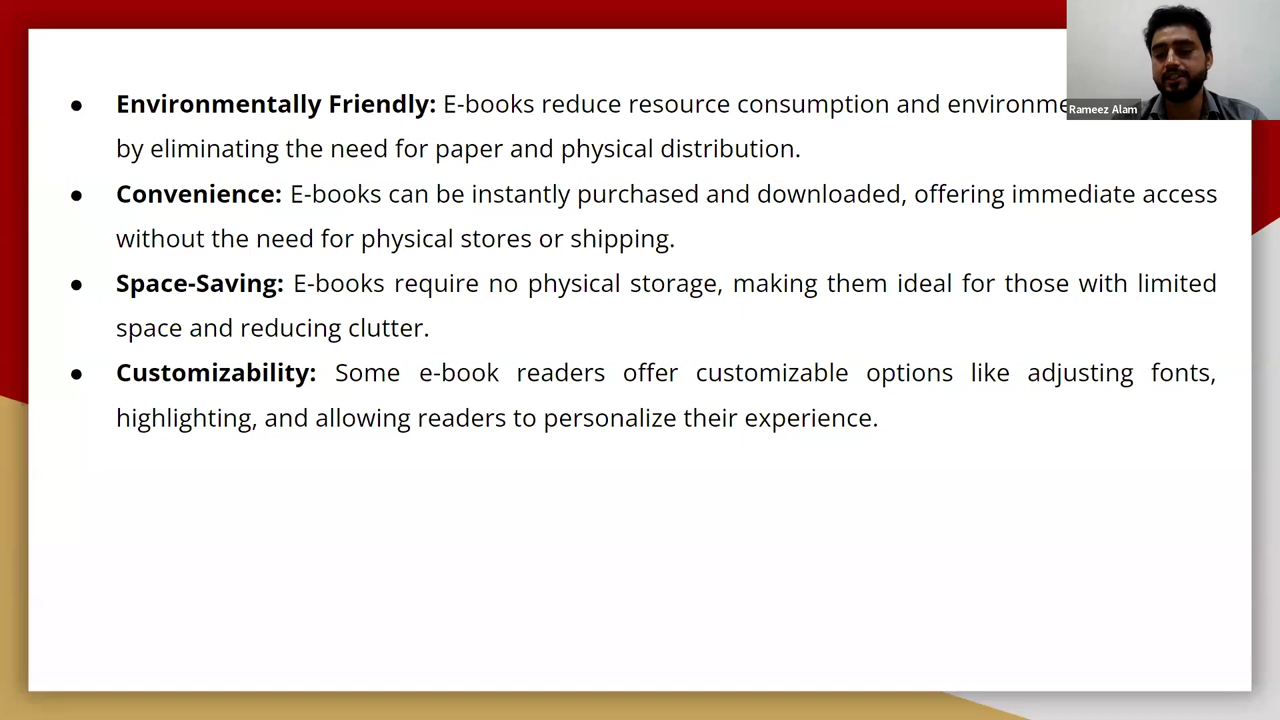 ● Environmentally Friendly: E-books reduce resource consumption and
by eliminating the need for paper and physical distribution.
● Convenience: E-books can be instantly purchased and downloaded, offering immediate access
without the need for physical stores or shipping.
● Space-Saving: E-books require no physical storage, making them ideal for those with limited
space and reducing clutter.
● Customizability: Some e-book readers offer customizable options like adjusting fonts,
highlighting, and allowing readers to personalize their experience.
Rameez Alam